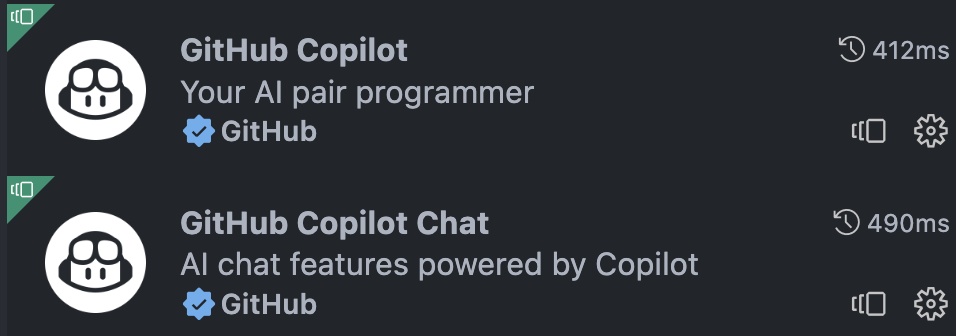 GitHub Copilot
412ms
Your AI pair programmer
GitHub
GitHub Copilot Chat
490ms
AI chat features powered by Copilot
GitHub